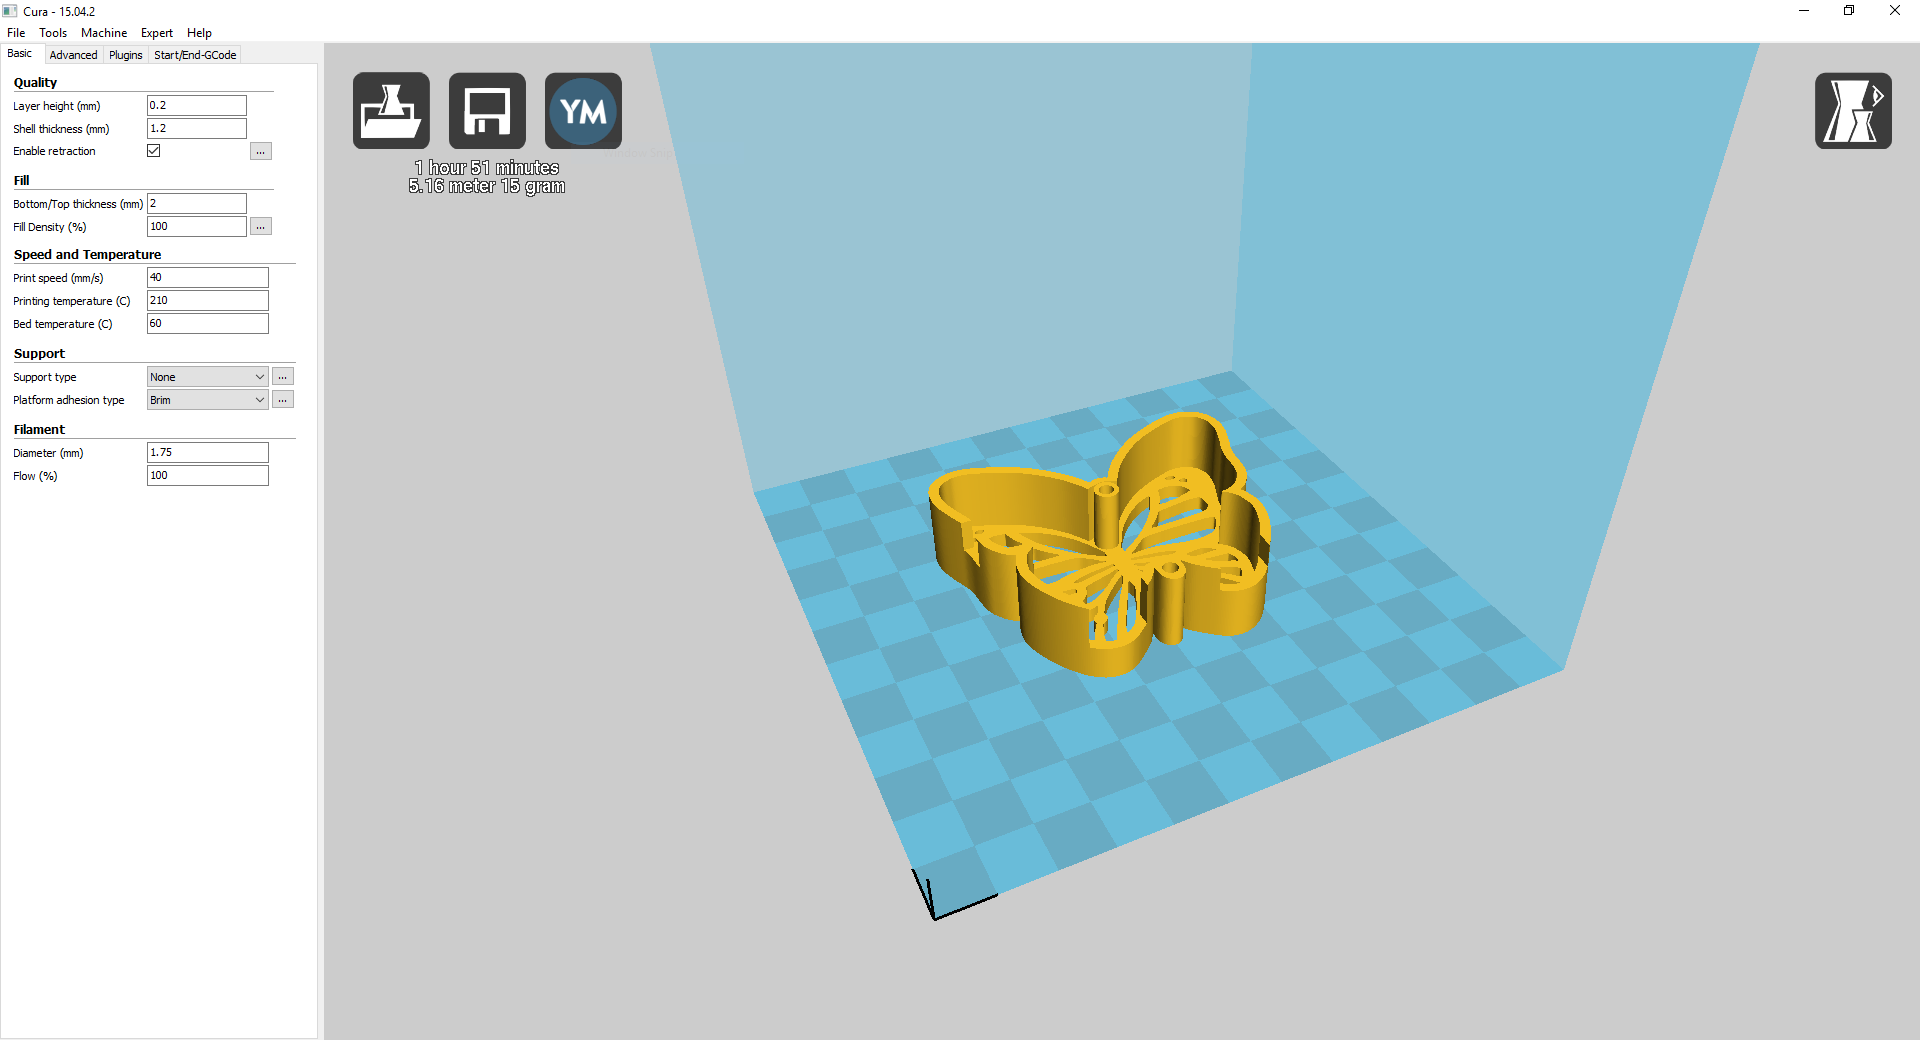 Cura - 15.04.2
File Tools Machine Expert Help
Basic Advanced Plugins Start/End-GCode
Quality
Layer height (mm) 0.2
Shell thickness (mm) 1.2
Enable retraction ...
Fill
Bottom/Top thickness (mm) 2
Fill Density (%) 100 ...
Speed and Temperature
Print speed (mm/s) 40
Printing temperature (C) 210
Bed temperature (C) 60
Support
Support type None ...
Platform adhesion type Brim ...
Filament
Diameter (mm) 1.75
Flow (%) 100
YM
1 hour 51 minutes
5.16 meter 15 gram